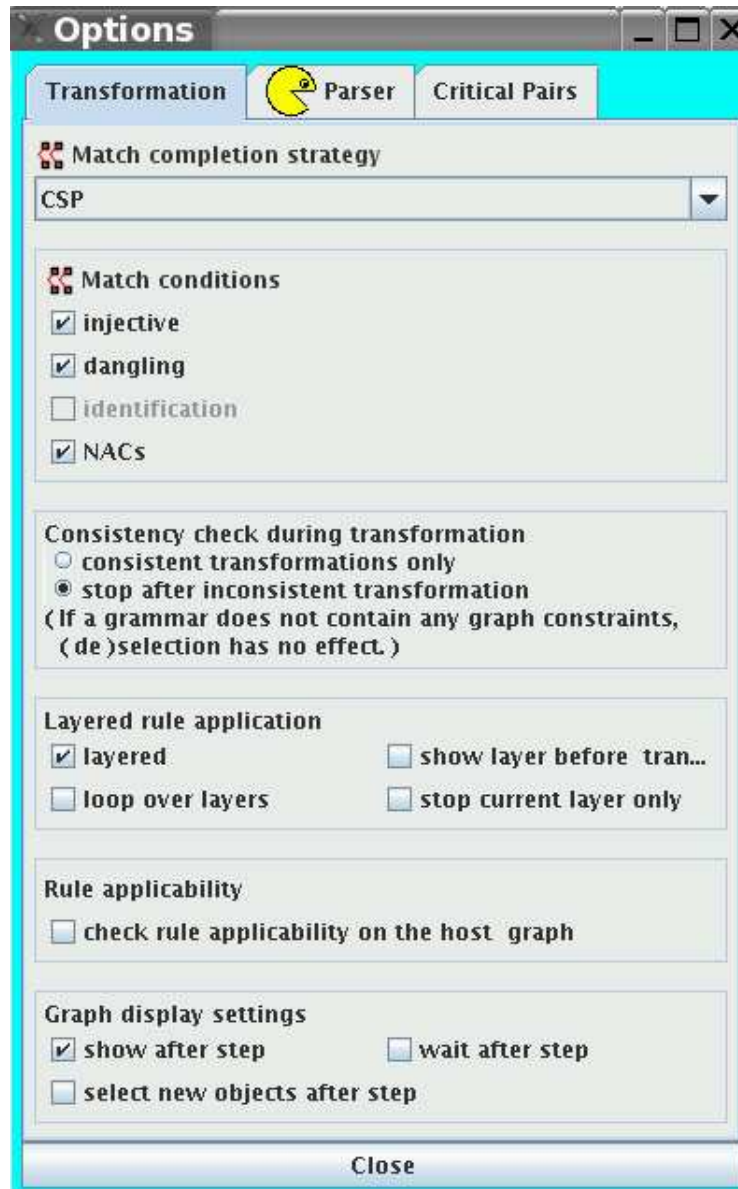 Options
Transformation Parser Critical Pairs
Match completion strategy
CSP
Match conditions
injective
dangling
identification
NACs
Consistency check during transformation
consistent transformations only
stop after inconsistent transformation
(If a grammar does not contain any graph constraints,
(de)selection has no effect.)
Layered rule application
layered show layer before tran...
loop over layers stop current layer only
Rule applicability
check rule applicability on the host graph
Graph display settings
show after step wait after step
select new objects after step
Close